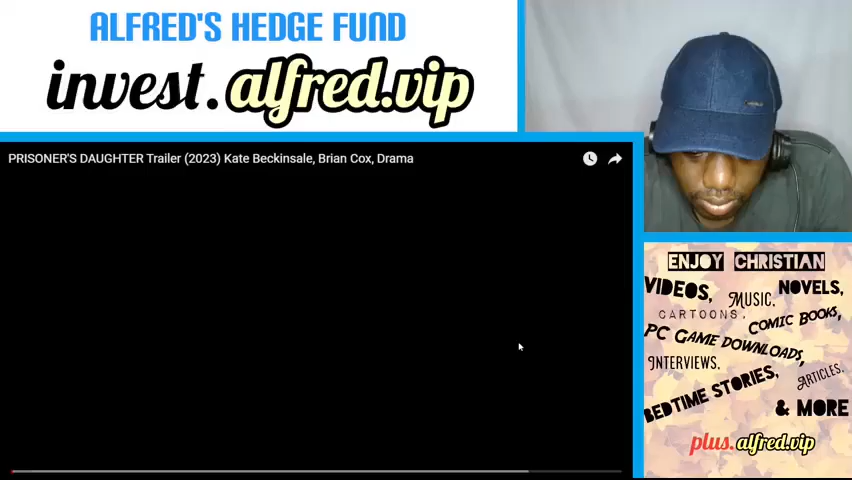 ALFRED'S HEDGE FUND
invest.alfred.vip
PRISONER'S DAUGHTER Trailer (2023) Kate Beckinsale, Brian Cox, Drama
ENJOY CHRISTIAN
VIDEOS,
MUSIC,
NOVELS,
CARTOONS,
COMIC BOOKS,
PC GAME DOWNLOADS,
INTERVIEWS,
ARTICLES,
BEDTIME STORIES,
& MORE
plus.alfred.vip